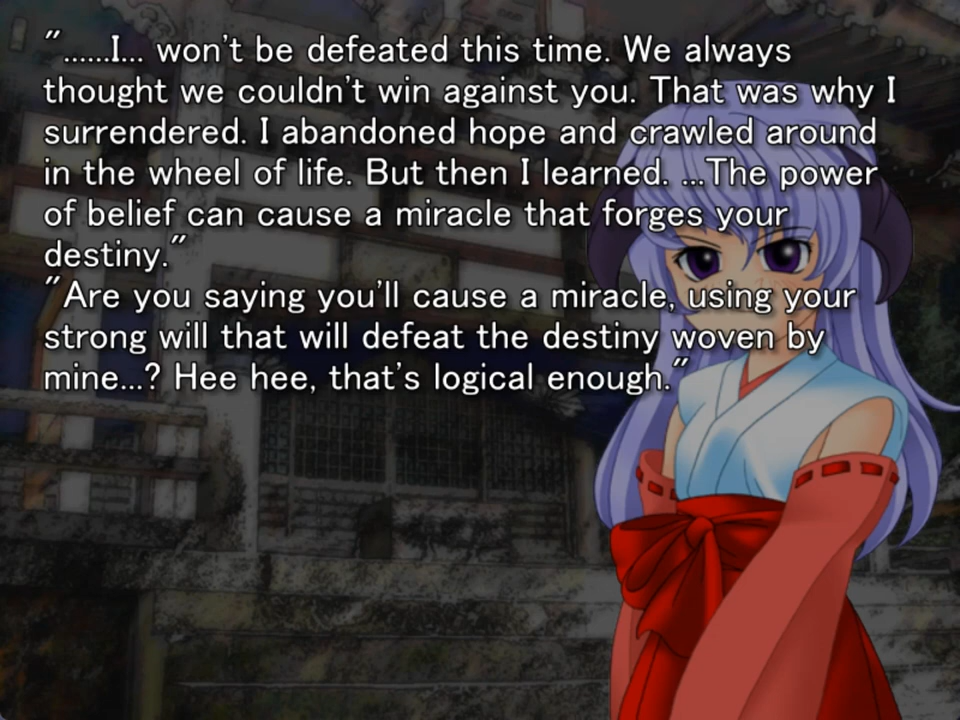 "......I... won't be defeated this time. We always
thought we couldn't win against you. That was why I
surrendered. I abandoned hope and crawled around
in the wheel of life. But then I learned. ...The power
of belief can cause a miracle that forges your
destiny."
"Are you saying you'll cause a miracle, using your
strong will that will defeat the destiny woven by
mine...? Hee hee, that's logical enough."